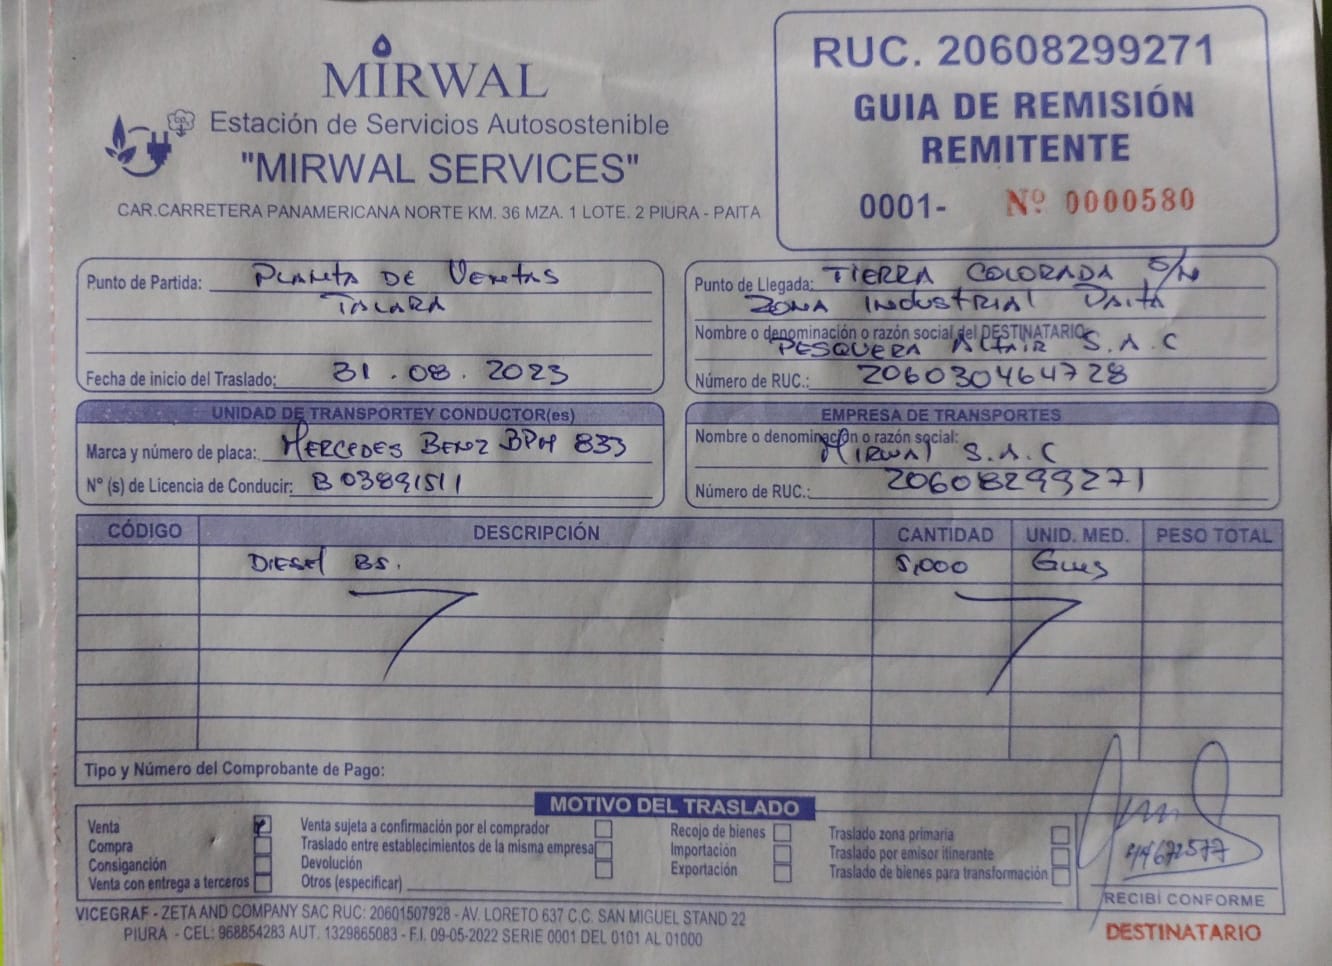 MIRWAL
Estación de Servicios Autosostenible
"MIRWAL SERVICES"
CAR.CARRETERA PANAMERICANA NORTE KM. 36 MZA. 1 LOTE. 2 PIURA - PAITA
RUC. 20608299271
GUIA DE REMISIÓN
REMITENTE
0001- Nº 0000580
Punto de Partida: PLANTA DE VENTAS
TALARA
Fecha de inicio del Traslado: 31.08.2023
Punto de Llegada: TIERRA COLORADA S/N
ZONA INDUSTRIAL PAITA
Nombre o denominación o razón social del DESTINATARIO:
PESQUERA ALTAIR S.A.C
Número de RUC.: 206030464728
UNIDAD DE TRANSPORTEY CONDUCTOR(es)
Marca y número de placa: MERCEDES BENZ BPH 833
Nº (s) de Licencia de Conducir: B03891511
EMPRESA DE TRANSPORTES
Nombre o denominación o razón social:
MIRWAL S.A.C
Número de RUC.: 20608299271
CÓDIGO DESCRIPCIÓN CANTIDAD UNID. MED. PESO TOTAL
DIESEL B5. 5,000 GLNS
Tipo y Número del Comprobante de Pago:
MOTIVO DEL TRASLADO
Venta
Compra
Consiganción
Venta con entrega a terceros
Venta sujeta a confirmación por el comprador
Traslado entre establecimientos de la misma empresa
Devolución
Otros (especificar)
Recojo de bienes
Importación
Exportación
Traslado zona primaria
Traslado por emisor itinerante
Traslado de bienes para transformación
44672577
RECIBÍ CONFORME
VICEGRAF - ZETA AND COMPANY SAC RUC: 20601507928 - AV. LORETO 637 C.C. SAN MIGUEL STAND 22
PIURA - CEL: 968854283 AUT. 1329865083 - F.I. 09-05-2022 SERIE 0001 DEL 0101 AL 01000
DESTINATARIO